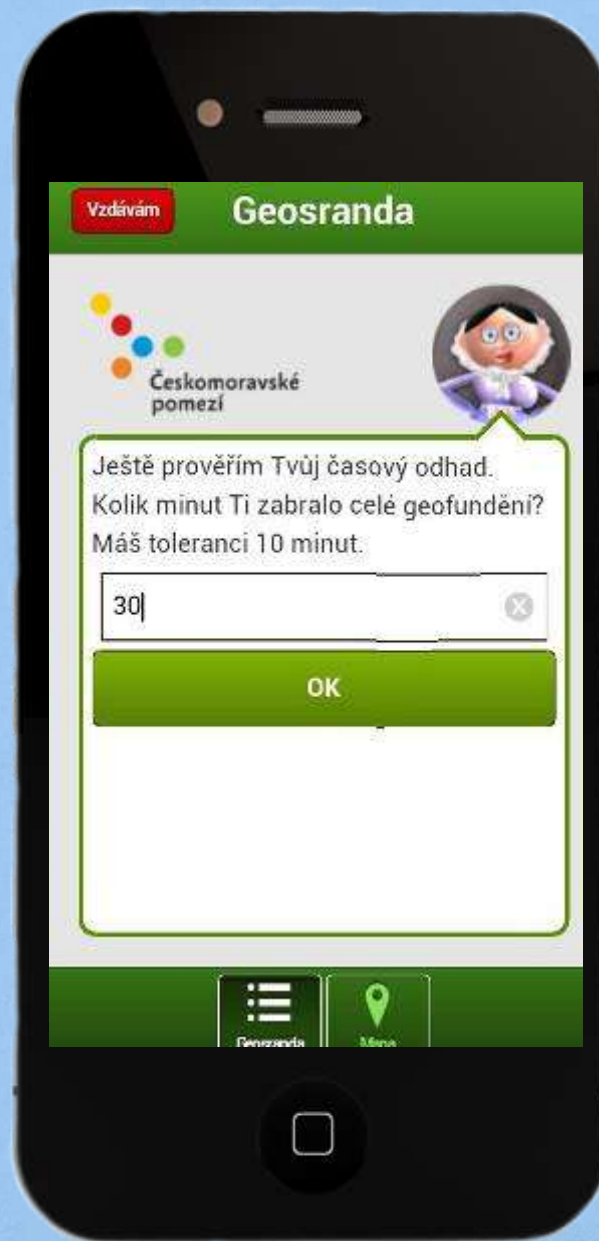 Vzdávám
Geosranda
Českomoravské
pomezí
Ještě prověřím Tvůj časový odhad.
Kolik minut Ti zabralo celé geofundění?
Máš toleranci 10 minut.
30
OK
Geosranda
Mapa